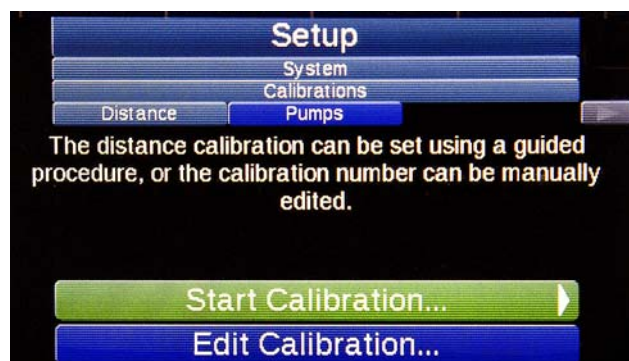 Setup
System
Calibrations
Distance Pumps
The distance calibration can be set using a guided
procedure, or the calibration number can be manually
edited.
Start Calibration...
Edit Calibration...